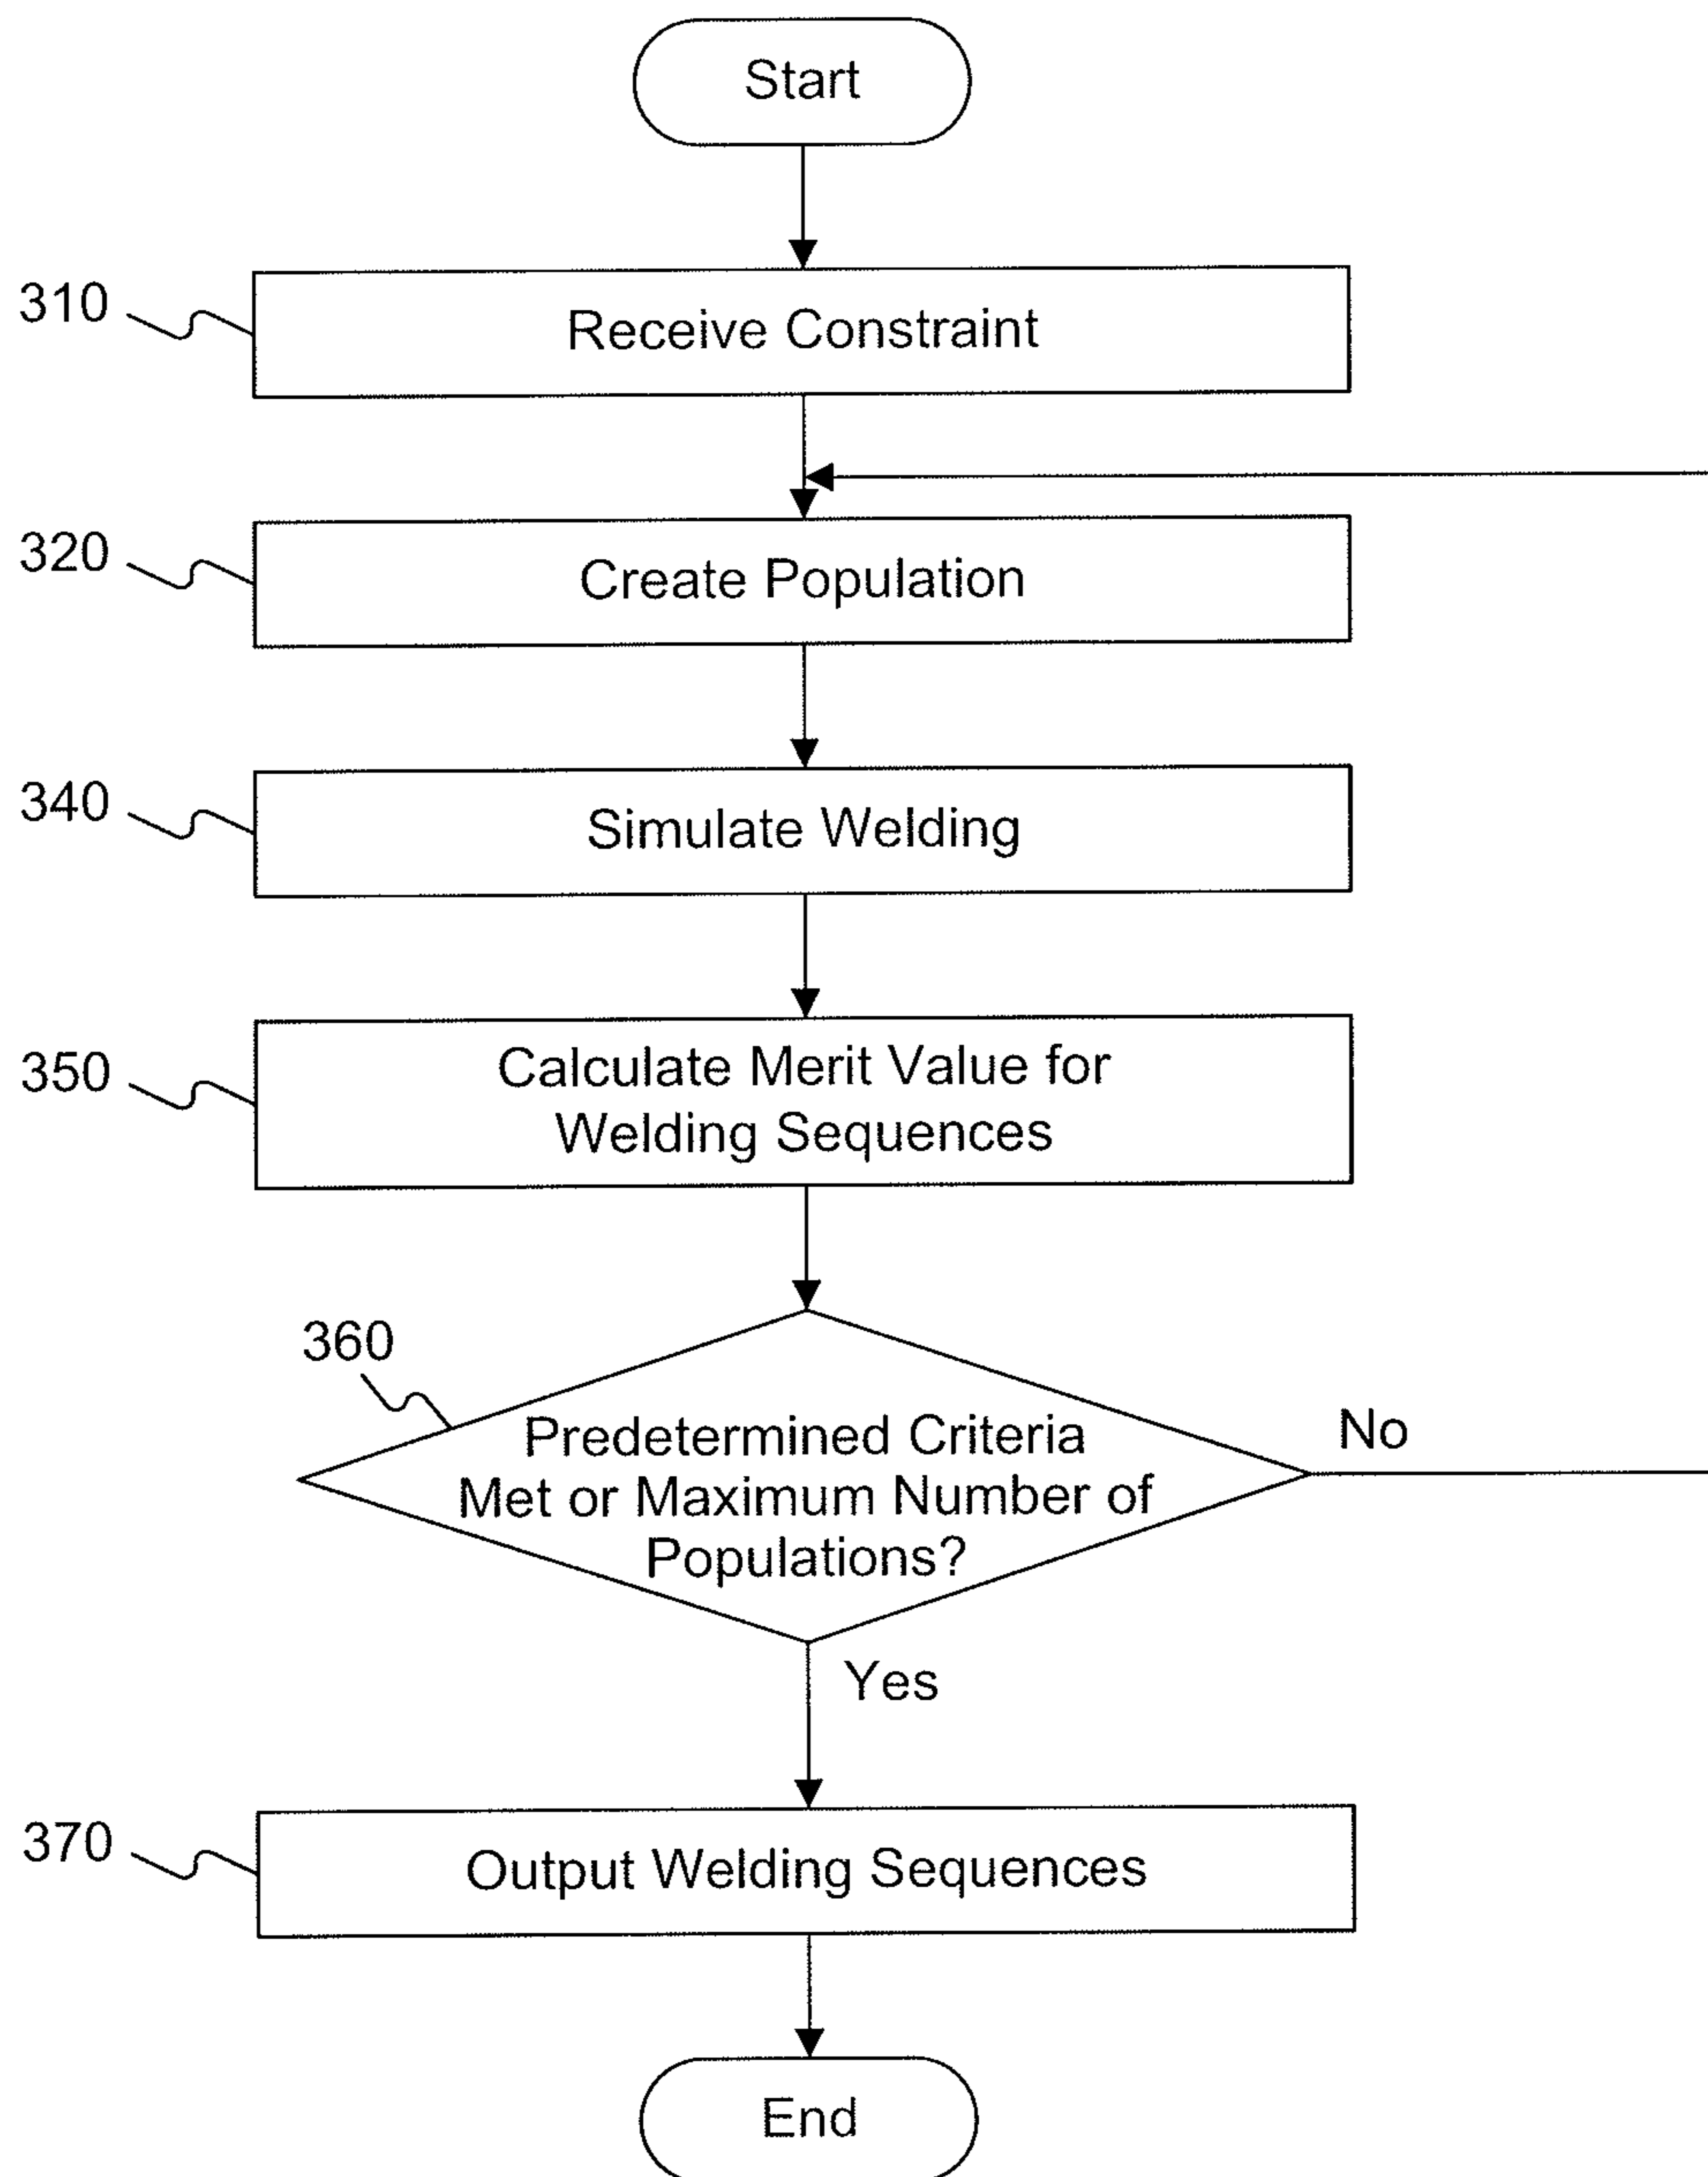 Start
310
Receive Constraint
320
Create Population
340
Simulate Welding
350
Calculate Merit Value for
Welding Sequences
360
Predetermined Criteria
Met or Maximum Number of
Populations?
No
Yes
370
Output Welding Sequences
End